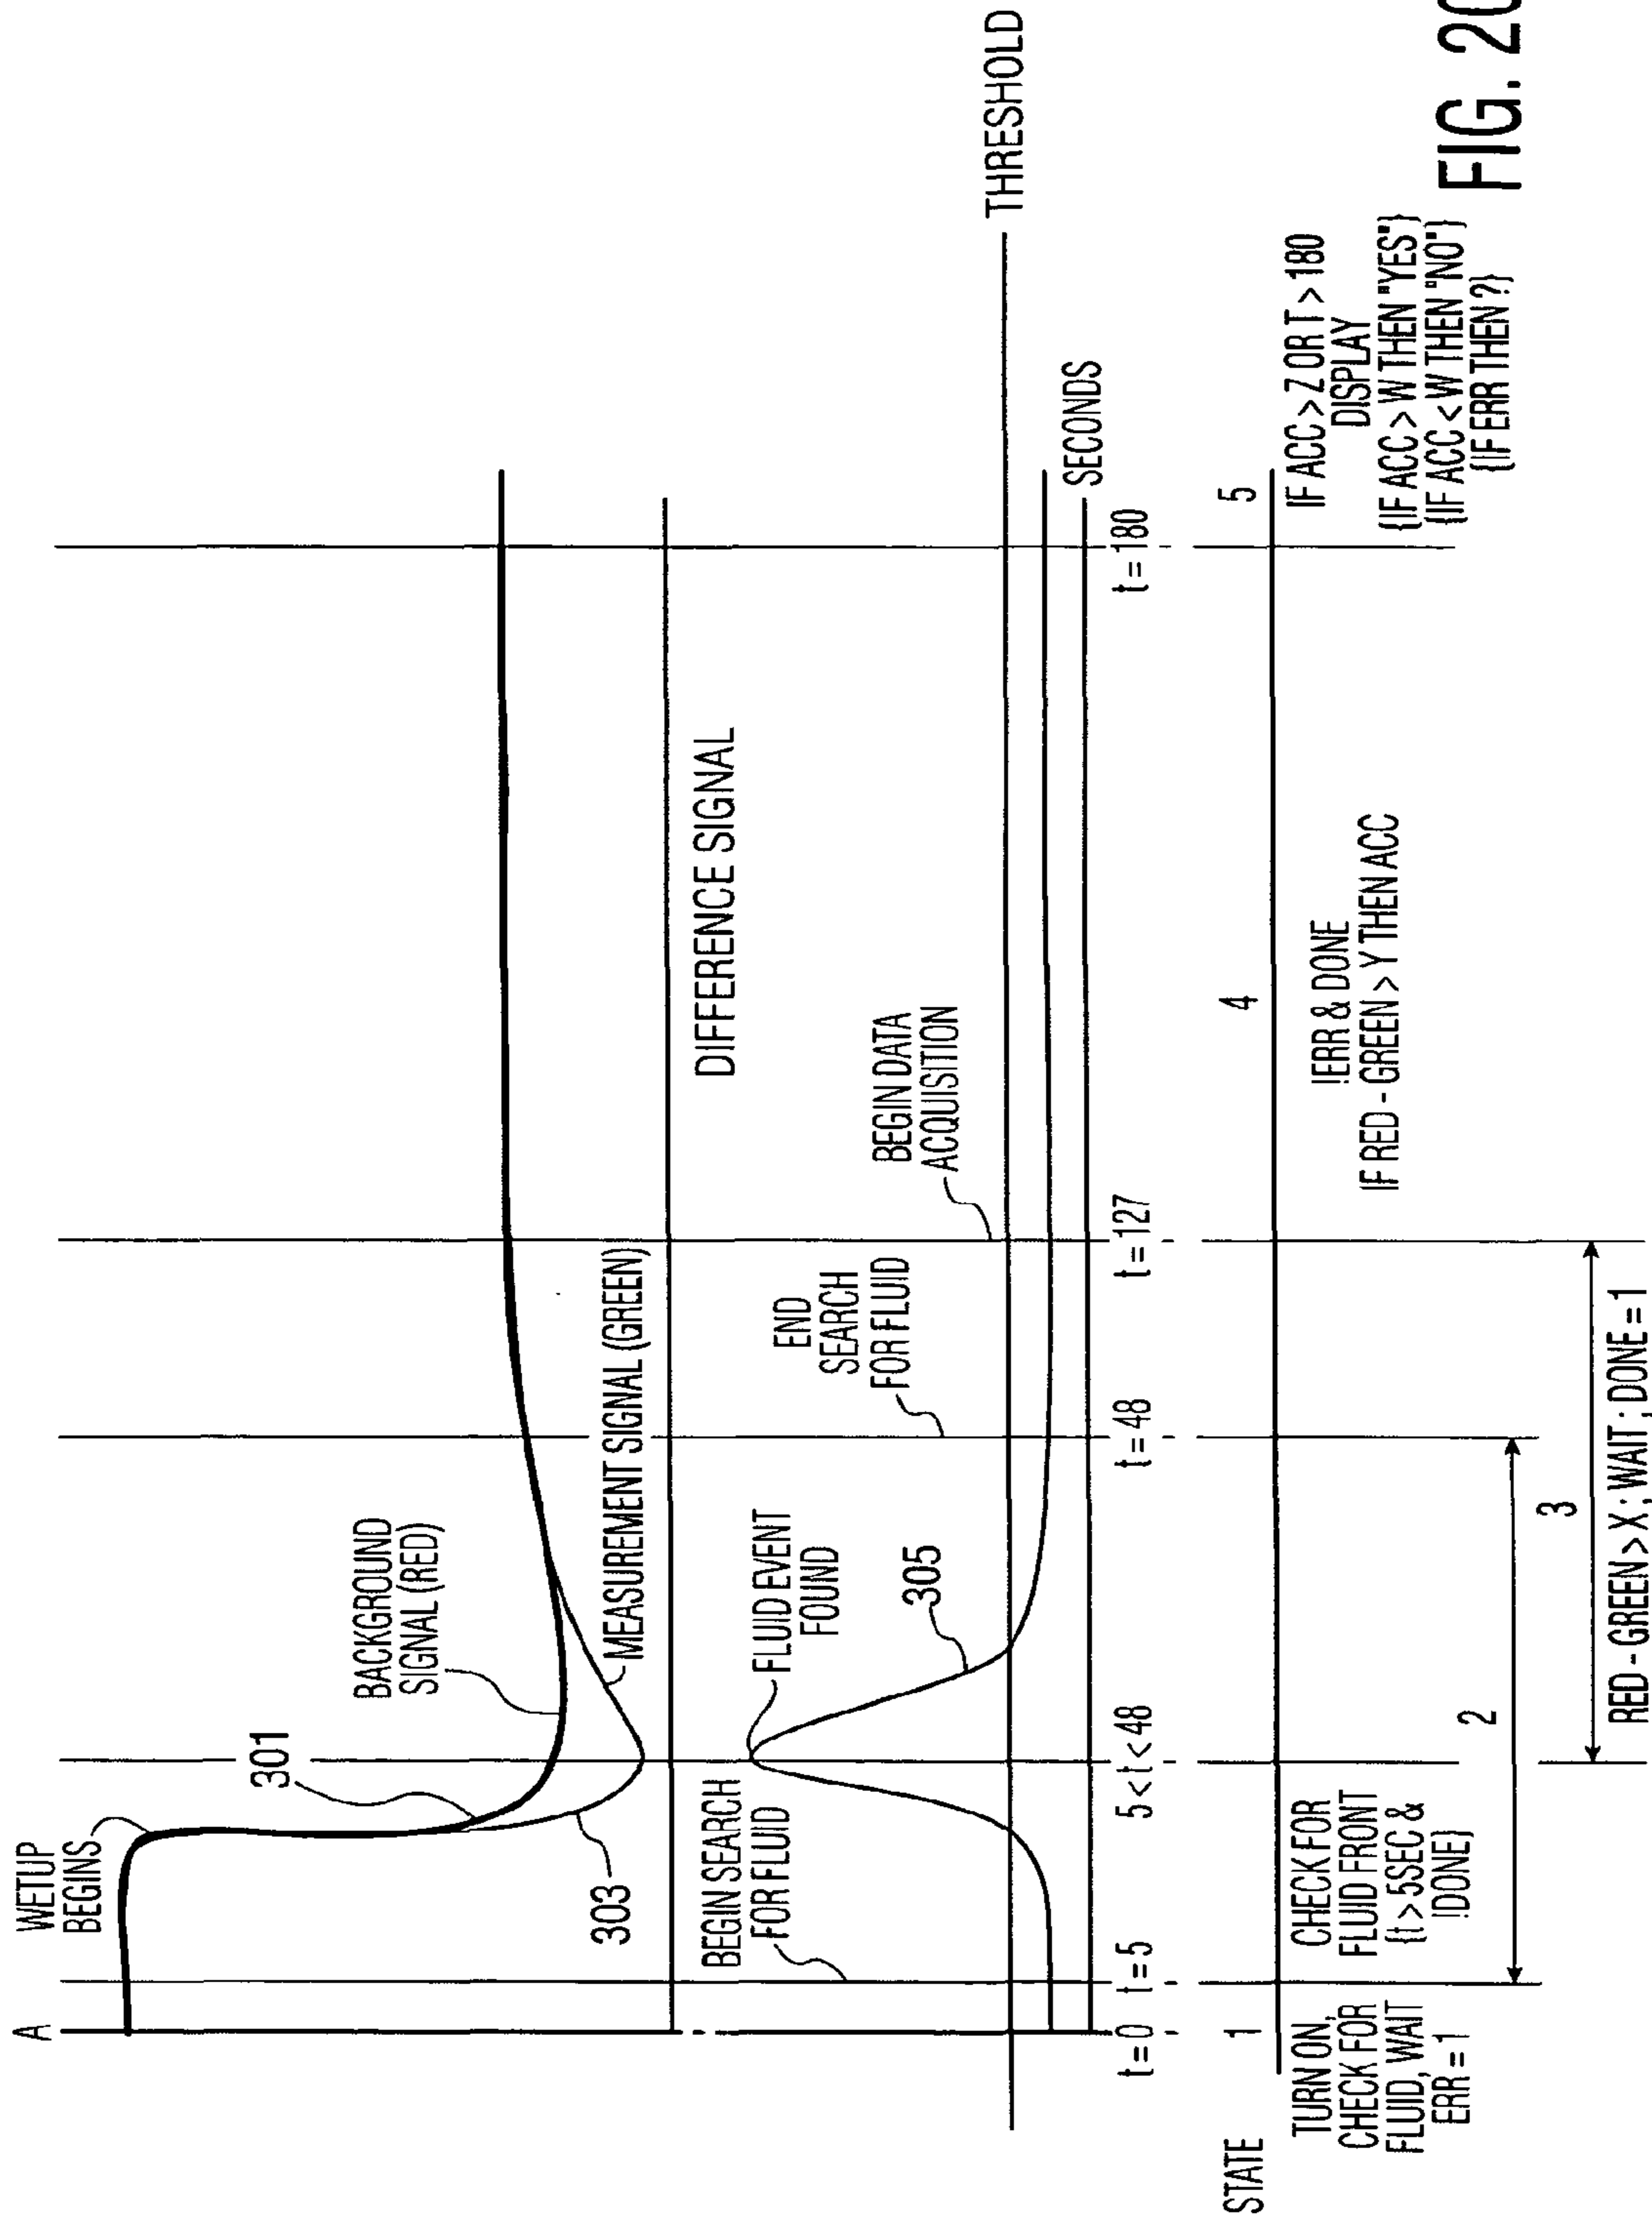 A
WETUP
BEGINS
301
303
BACKGROUND
SIGNAL (RED)
MEASUREMENT SIGNAL (GREEN)
DIFFERENCE SIGNAL
BEGIN SEARCH
FOR FLUID
FLUID EVENT
FOUND
305
END
SEARCH
FOR FLUID
BEGIN DATA
ACQUISITION
THRESHOLD
SECONDS
t = 0
t = 5
5 < t < 48
t = 48
t = 127
t = 180
STATE
1
2
3
4
5
TURN ON,
CHECK FOR
FLUID, WAIT
ERR = 1
CHECK FOR
FLUID FRONT
{t > 5SEC &
!DONE}
RED - GREEN > X ; WAIT ; DONE = 1
!ERR & DONE
IF RED - GREEN > Y THEN ACC
IF ACC > Z OR T > 180
DISPLAY
{IF ACC > W THEN "YES"}
{IF ACC < W THEN "NO"}
{IF ERR THEN ?}